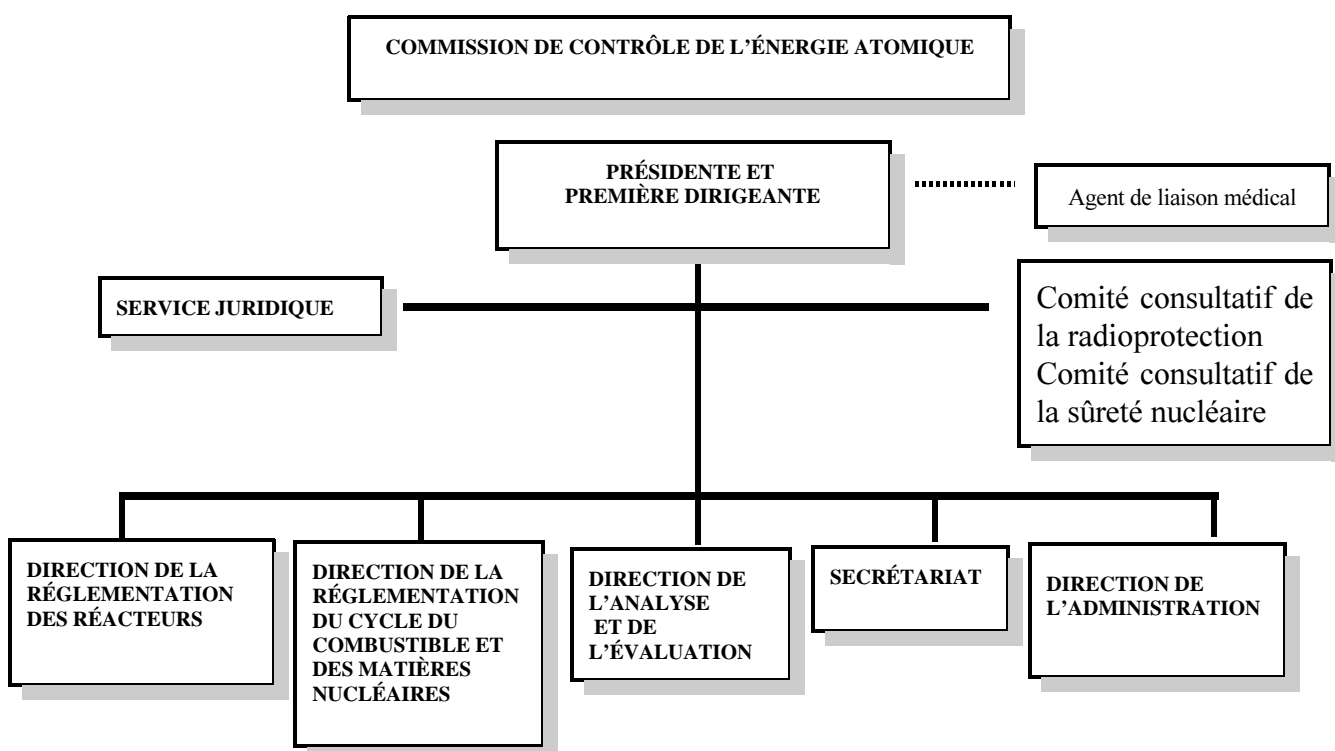 COMMISSION DE CONTRÔLE DE L’ÉNERGIE ATOMIQUE
PRÉSIDENTE ET
PREMIÈRE DIRIGEANTE
Agent de liaison médical
SERVICE JURIDIQUE
Comité consultatif de
la radioprotection
Comité consultatif de
la sûreté nucléaire
DIRECTION DE LA
RÉGLEMENTATION
DES RÉACTEURS
DIRECTION DE LA
RÉGLEMENTATION
DU CYCLE DU
COMBUSTIBLE ET
DES MATIÈRES
NUCLÉAIRES
DIRECTION DE
L’ANALYSE
ET DE
L’ÉVALUATION
SECRÉTARIAT
DIRECTION DE
L’ADMINISTRATION